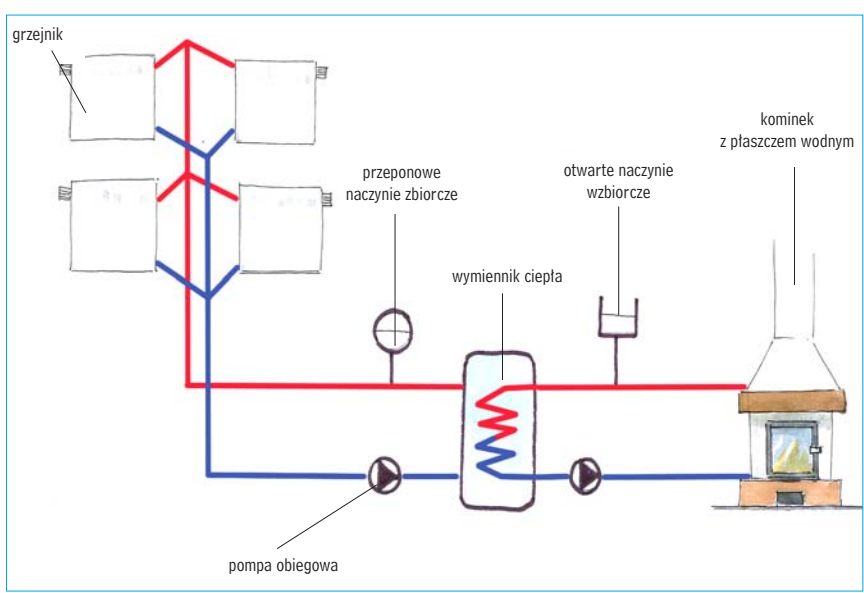 grzejnik
kominek
z płaszczem wodnym
przeponowe
naczynie zbiorcze
otwarte naczynie
wzbiorcze
wymiennik ciepła
pompa obiegowa